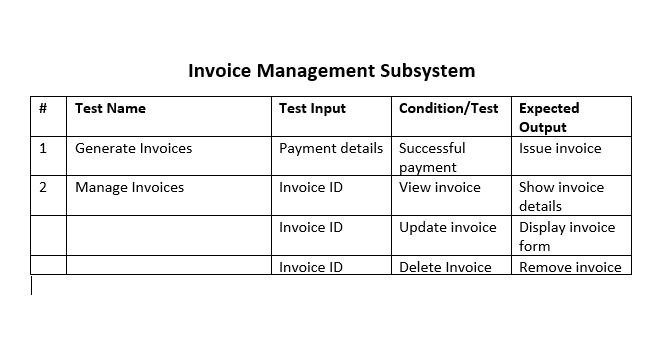 Invoice Management Subsystem
# Test Name Test Input Condition/Test Expected
Output
1 Generate Invoices Payment details Successful Issue invoice
payment
2 Manage Invoices Invoice ID View invoice Show invoice
details
Invoice ID Update invoice Display invoice
form
Invoice ID Delete Invoice Remove invoice